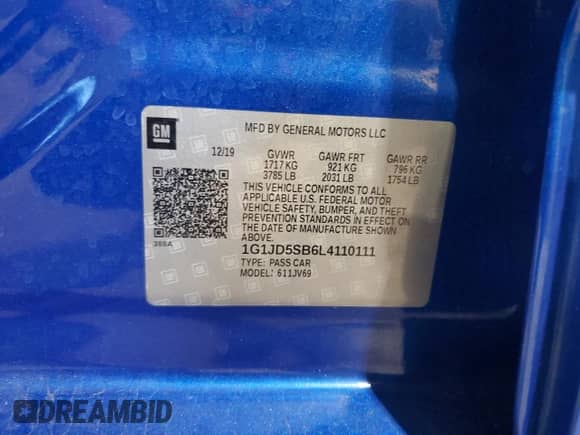 GM
MFD BY GENERAL MOTORS LLC
12/19 GVWR GAWR FRT GAWR RR
1717 KG 921 KG 796 KG
3785 LB 2031 LB 1754 LB
THIS VEHICLE CONFORMS TO ALL
APPLICABLE U.S. FEDERAL MOTOR
VEHICLE SAFETY, BUMPER, AND THEFT
PREVENTION STANDARDS IN EFFECT ON
THE DATE OF MANUFACTURE SHOWN
ABOVE.
388A
1G1JD5SB6L4110111
TYPE: PASS CAR
MODEL: 611JV69
DREAMBID